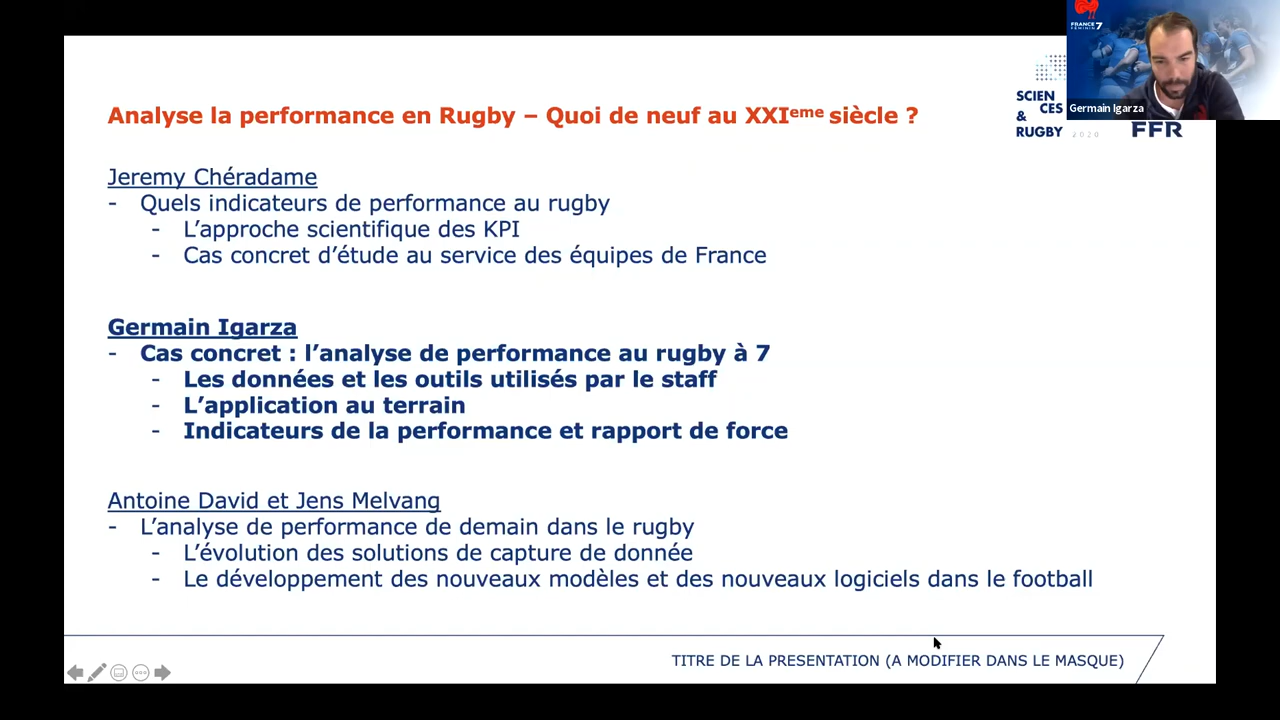 FRANCE 7
FÉMININ
Germain Igarza
SCIEN
CES
&
RUGBY
2020
FFR
Analyse la performance en Rugby – Quoi de neuf au XXIeme siècle ?
Jeremy Chéradame
- Quels indicateurs de performance au rugby
- L’approche scientifique des KPI
- Cas concret d’étude au service des équipes de France
Germain Igarza
- Cas concret : l’analyse de performance au rugby à 7
- Les données et les outils utilisés par le staff
- L’application au terrain
- Indicateurs de la performance et rapport de force
Antoine David et Jens Melvang
- L’analyse de performance de demain dans le rugby
- L’évolution des solutions de capture de donnée
- Le développement des nouveaux modèles et des nouveaux logiciels dans le football
TITRE DE LA PRESENTATION (A MODIFIER DANS LE MASQUE)